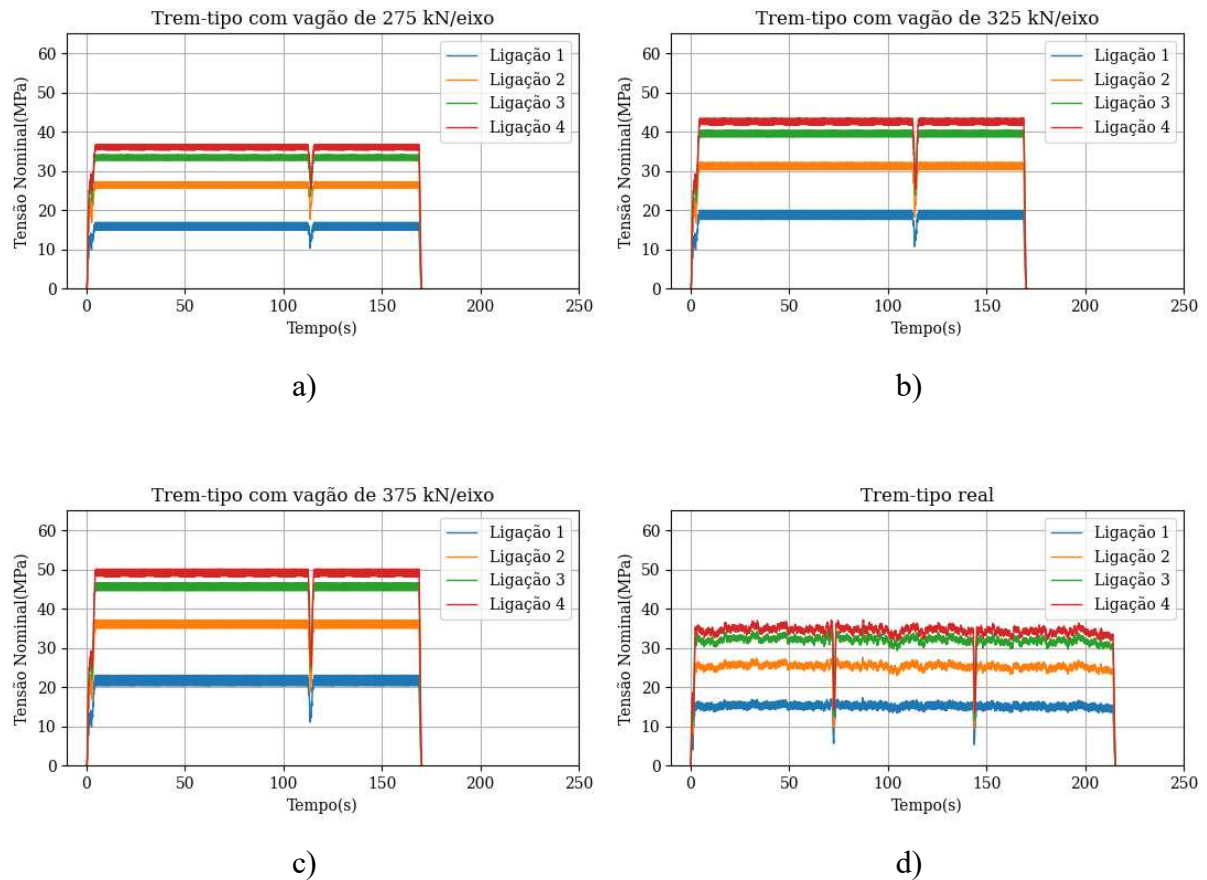 Trem-tipo com vagão de 275 kN/eixo
Tensão Nominal(MPa)
60
50
40
30
20
10
0
Ligação 1
Ligação 2
Ligação 3
Ligação 4
0 50 100 150 200 250
Tempo(s)
a)
Trem-tipo com vagão de 325 kN/eixo
Tensão Nominal(MPa)
60
50
40
30
20
10
0
Ligação 1
Ligação 2
Ligação 3
Ligação 4
0 50 100 150 200 250
Tempo(s)
b)
Trem-tipo com vagão de 375 kN/eixo
Tensão Nominal(MPa)
60
50
40
30
20
10
0
Ligação 1
Ligação 2
Ligação 3
Ligação 4
0 50 100 150 200 250
Tempo(s)
c)
Trem-tipo real
Tensão Nominal(MPa)
60
50
40
30
20
10
0
Ligação 1
Ligação 2
Ligação 3
Ligação 4
0 50 100 150 200 250
Tempo(s)
d)